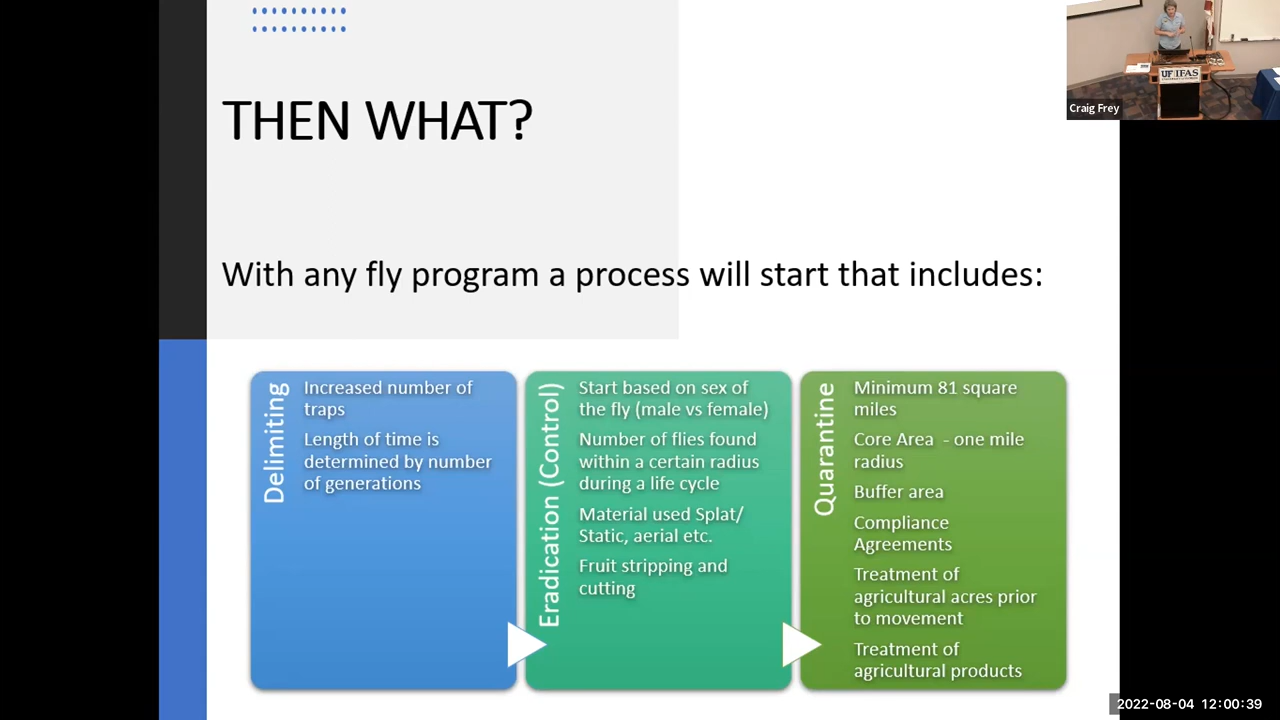 THEN WHAT?
With any fly program a process will start that includes:
Delimiting
Increased number of
traps
Length of time is
determined by number
of generations
Eradication (Control)
Start based on sex of
the fly (male vs female)
Number of flies found
within a certain radius
during a life cycle
Material used Splat/
Static, aerial etc.
Fruit stripping and
cutting
Quarantine
Minimum 81 square
miles
Core Area - one mile
radius
Buffer area
Compliance
Agreements
Treatment of
agricultural acres prior
to movement
Treatment of
agricultural products
UF IFAS
Craig Frey
2022-08-04 12:00:39